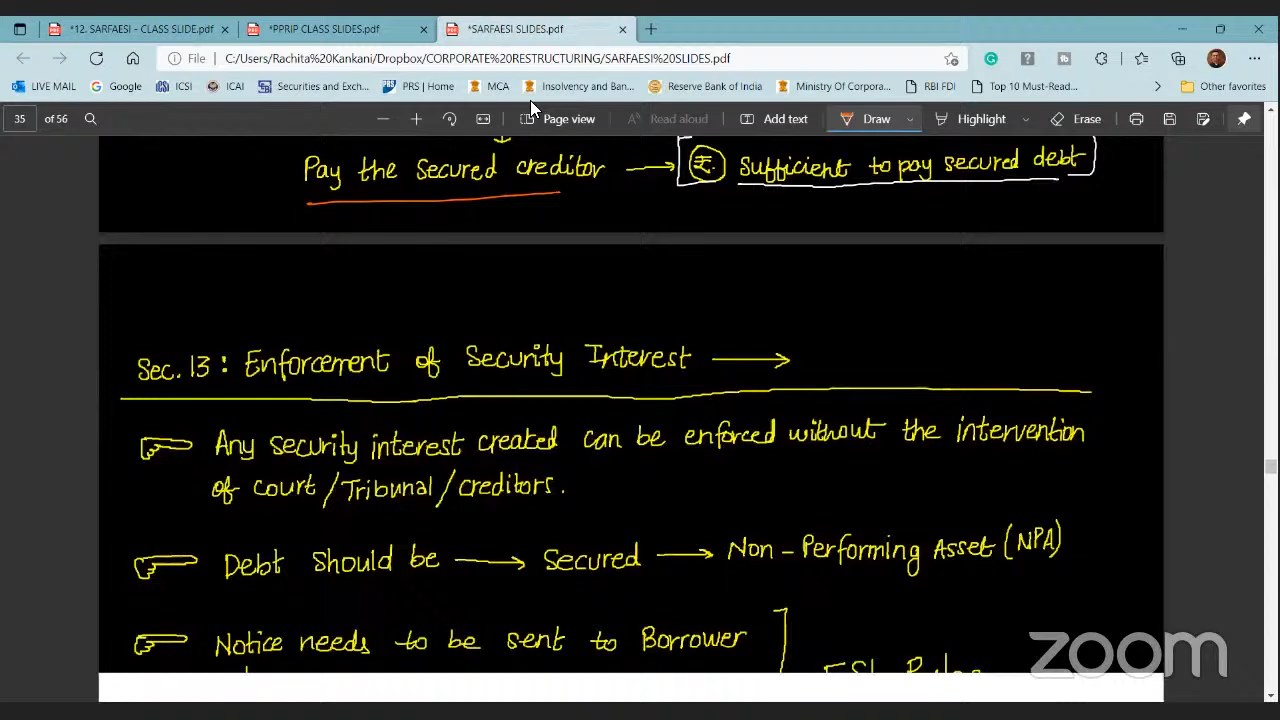 *12. SARFAESI - CLASS SLIDE.pdf
*PPRIP CLASS SLIDES.pdf
*SARFAESI SLIDES.pdf
File C:/Users/Rachita%20Kankani/Dropbox/CORPORATE%20RESTRUCTURING/SARFAESI%20SLIDES.pdf
LIVE MAIL Google ICSI ICAI Securities and Exch... PRS | Home MCA Insolvency and Ban... Reserve Bank of India Ministry Of Corpora... RBI FDI Top 10 Must-Read... Other favorites
35 of 56 Page view Read aloud Add text Draw Highlight Erase
Pay the secured creditor → ₹. Sufficient to pay secured debt
Sec. 13 : Enforcement of Security Interest →
Any security interest created can be enforced without the intervention
of court/Tribunal/creditors.
Debt should be → Secured → Non-Performing Asset (NPA)
Notice needs to be sent to Borrower
zoom